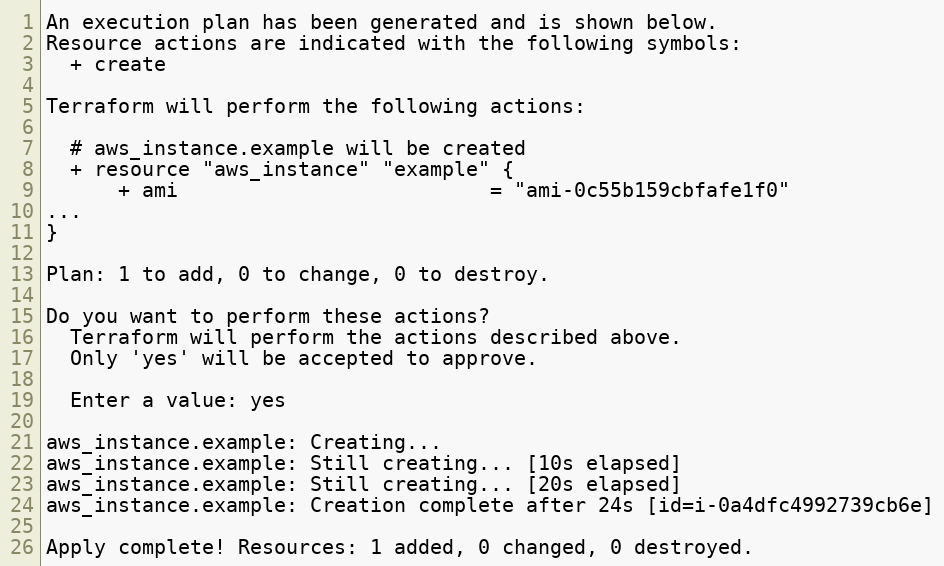 1 An execution plan has been generated and is shown below.
2 Resource actions are indicated with the following symbols:
3   + create
4
5 Terraform will perform the following actions:
6
7   # aws_instance.example will be created
8   + resource "aws_instance" "example" {
9       + ami                          = "ami-0c55b159cbfafe1f0"
10 ...
11 }
12
13 Plan: 1 to add, 0 to change, 0 to destroy.
14
15 Do you want to perform these actions?
16   Terraform will perform the actions described above.
17   Only 'yes' will be accepted to approve.
18
19   Enter a value: yes
20
21 aws_instance.example: Creating...
22 aws_instance.example: Still creating... [10s elapsed]
23 aws_instance.example: Still creating... [20s elapsed]
24 aws_instance.example: Creation complete after 24s [id=i-0a4dfc4992739cb6e]
25
26 Apply complete! Resources: 1 added, 0 changed, 0 destroyed.